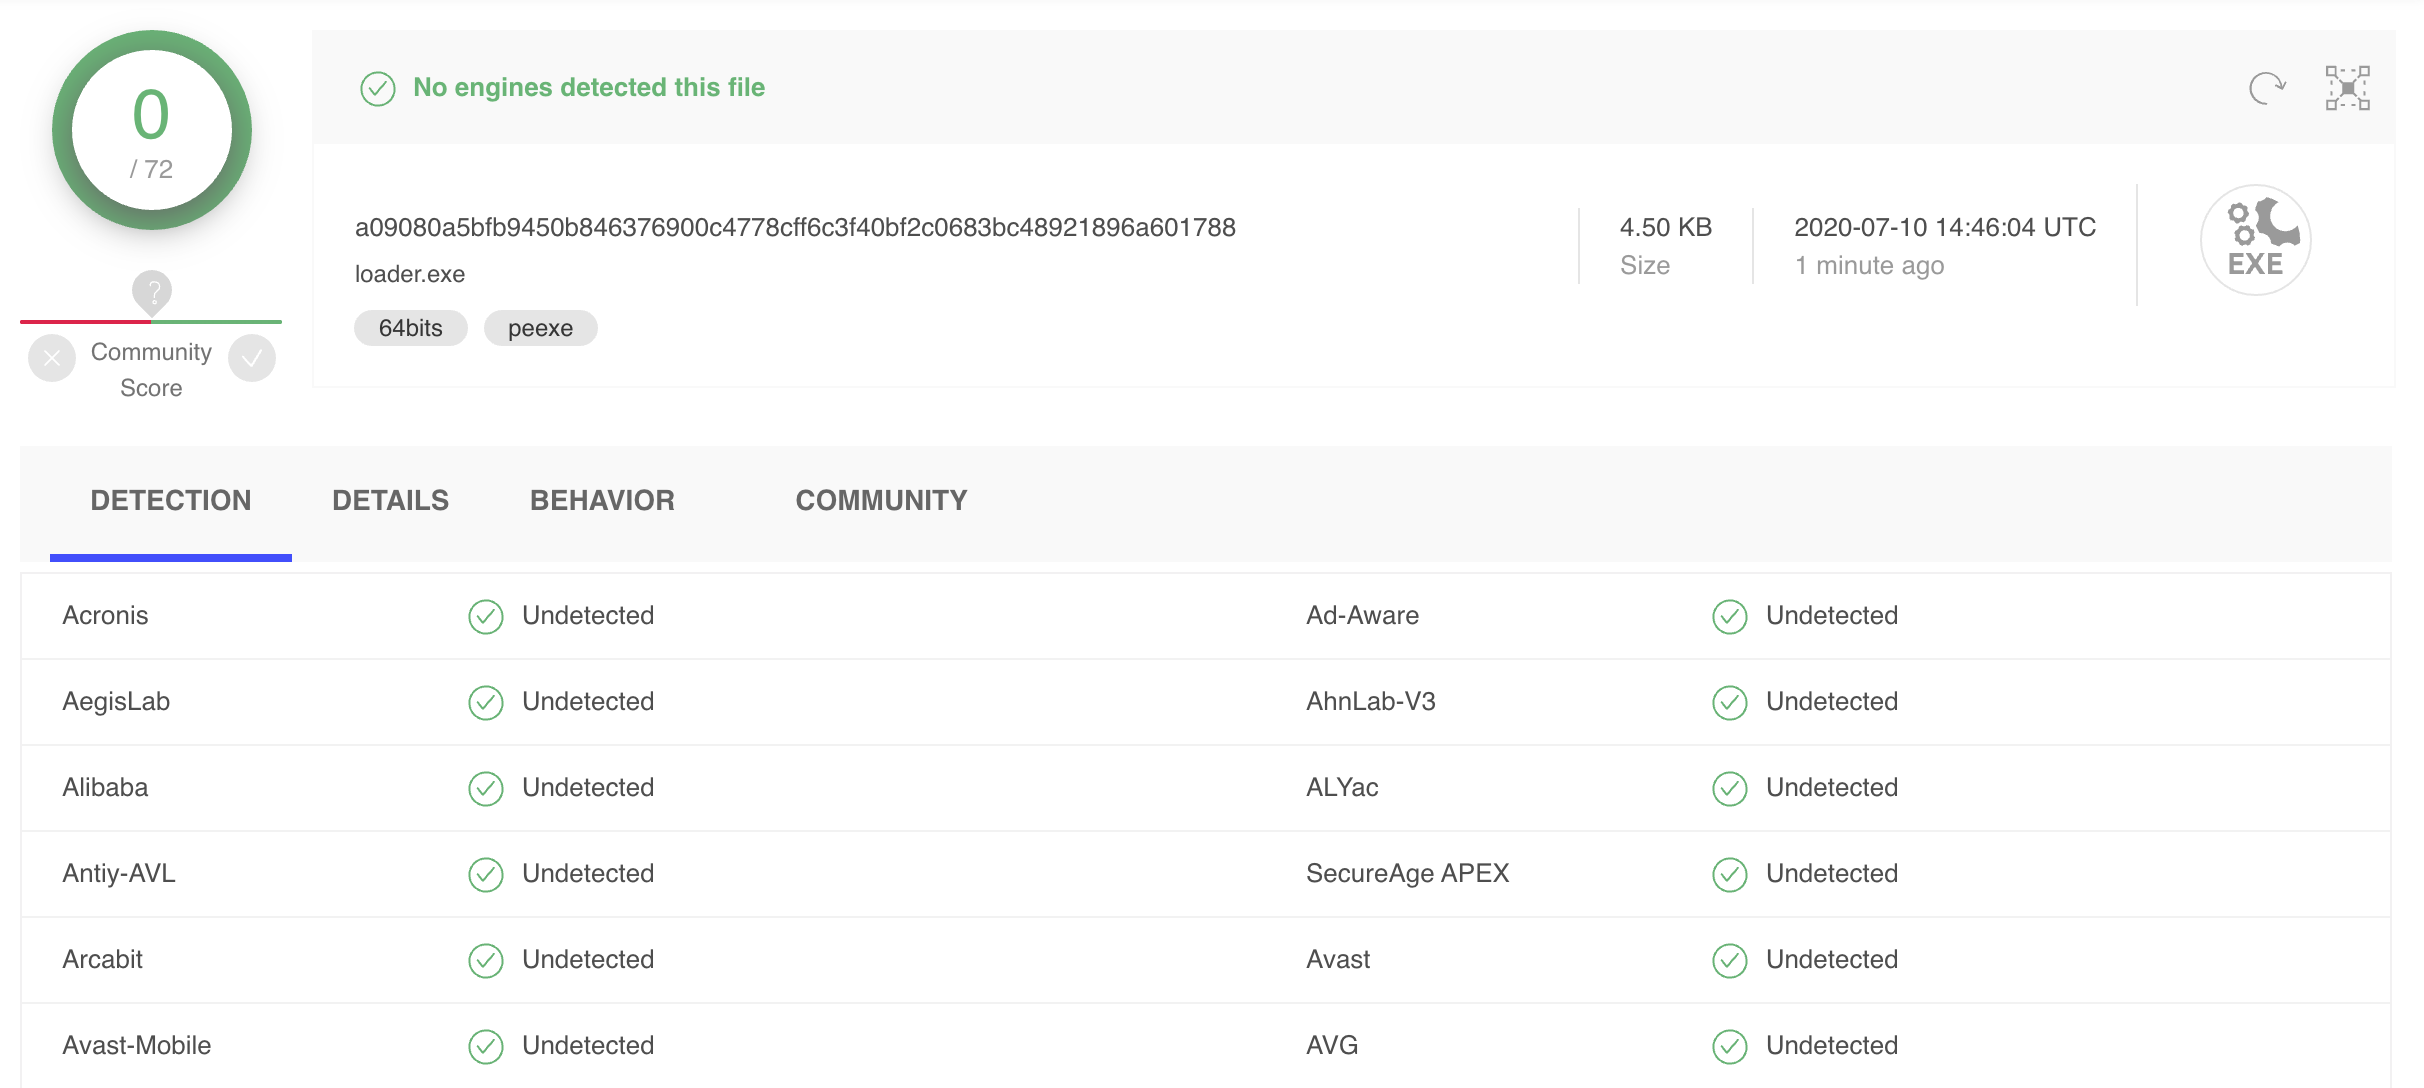 0
/ 72
No engines detected this file
a09080a5bfb9450b846376900c4778cff6c3f40bf2c0683bc48921896a601788
loader.exe
64bits peexe
4.50 KB
Size
2020-07-10 14:46:04 UTC
1 minute ago
EXE
?
Community
Score
DETECTION DETAILS BEHAVIOR COMMUNITY
Acronis Undetected Ad-Aware Undetected
AegisLab Undetected AhnLab-V3 Undetected
Alibaba Undetected ALYac Undetected
Antiy-AVL Undetected SecureAge APEX Undetected
Arcabit Undetected Avast Undetected
Avast-Mobile Undetected AVG Undetected